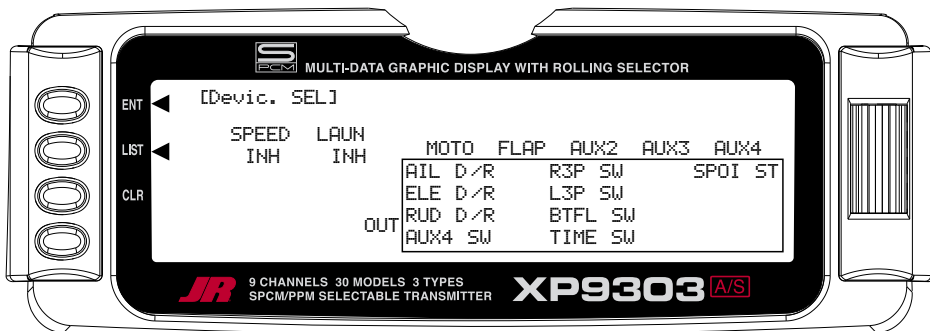 S
PCM
MULTI-DATA GRAPHIC DISPLAY WITH ROLLING SELECTOR
ENT
LIST
CLR
[Devic. SEL]
SPEED LAUN
INH INH
MOTO FLAP AUX2 AUX3 AUX4
AIL D/R R3P SW SPOI ST
ELE D/R L3P SW
OUT RUD D/R BTFL SW
AUX4 SW TIME SW
JR
9 CHANNELS 30 MODELS 3 TYPES
SPCM/PPM SELECTABLE TRANSMITTER
XP9303 A/S